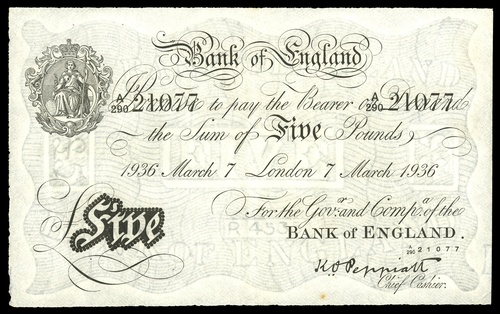 Bank of England
I Promise to pay the Bearer on Demand
A/290 21077 A/290 21077
the Sum of Five Pounds
1936 March 7 London 7 March 1936
For the Govr. and Compa. of the
Five
BANK of ENGLAND.
A/290 21077
K.O. Peppiatt
Chief Cashier.